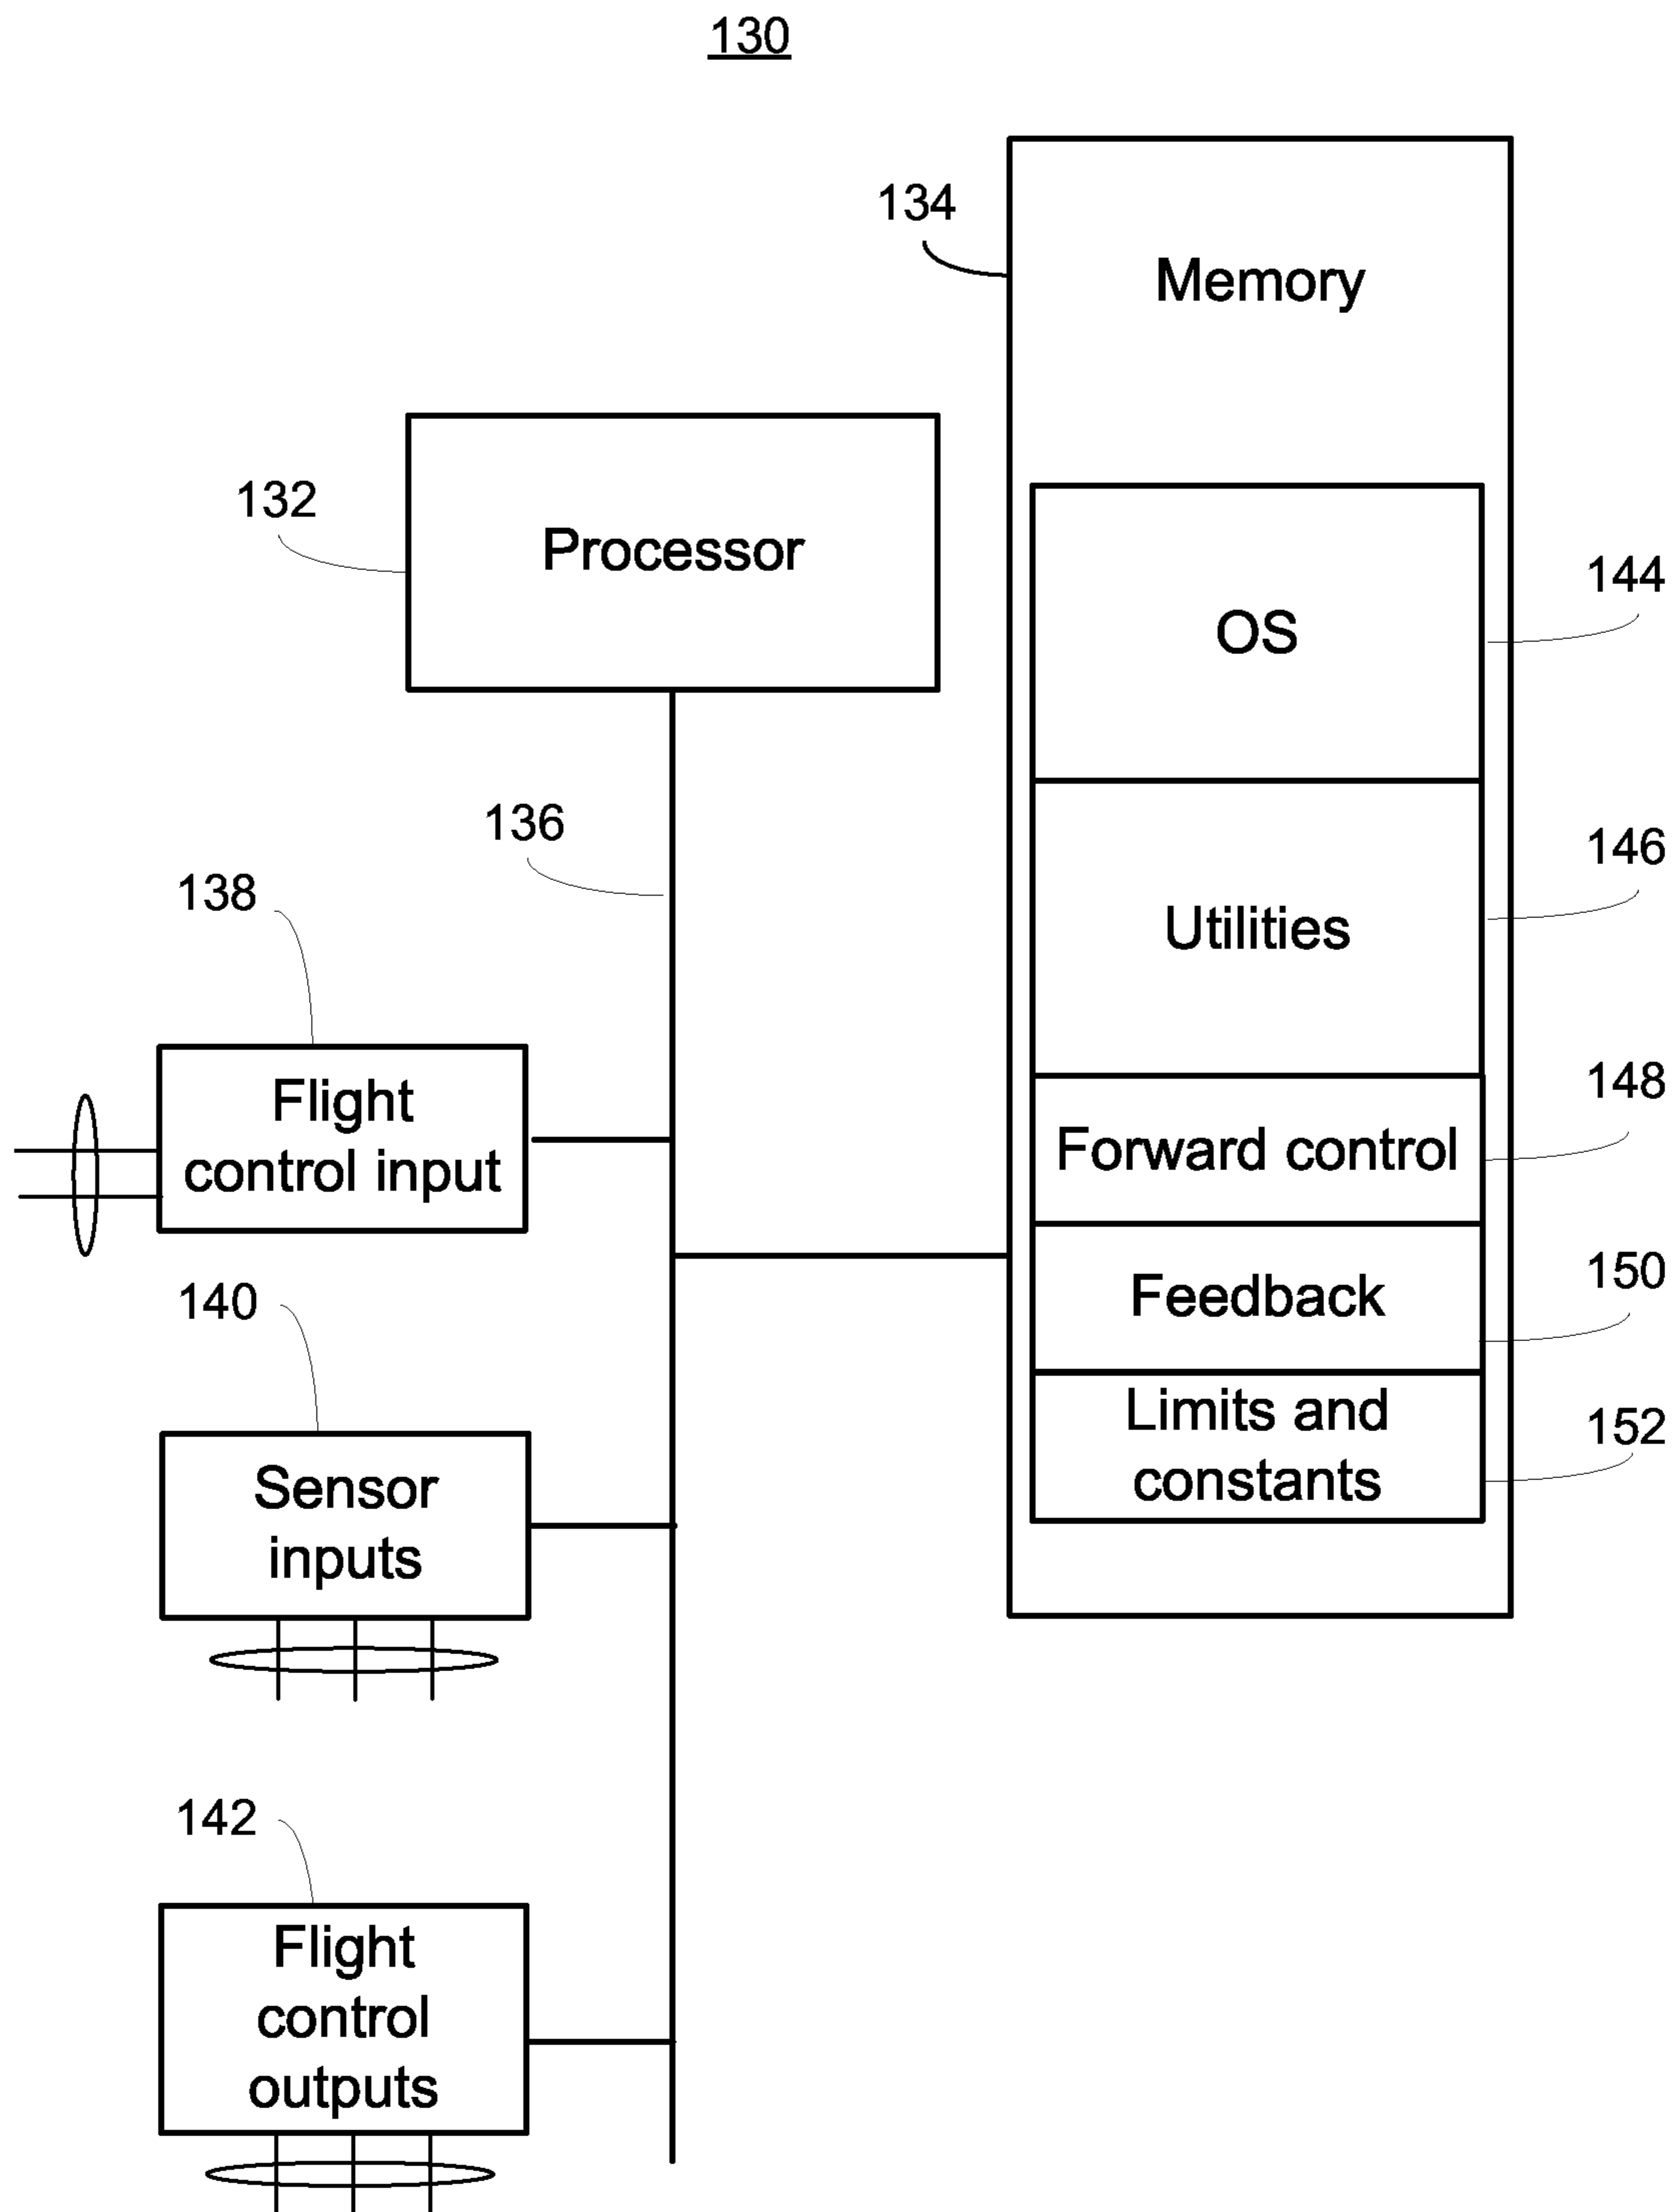 130
134
Memory
132
Processor
OS
144
136
146
138
Utilities
148
Flight
control input
Forward control
140
Feedback
150
Limits and
constants
152
Sensor
inputs
142
Flight
control
outputs